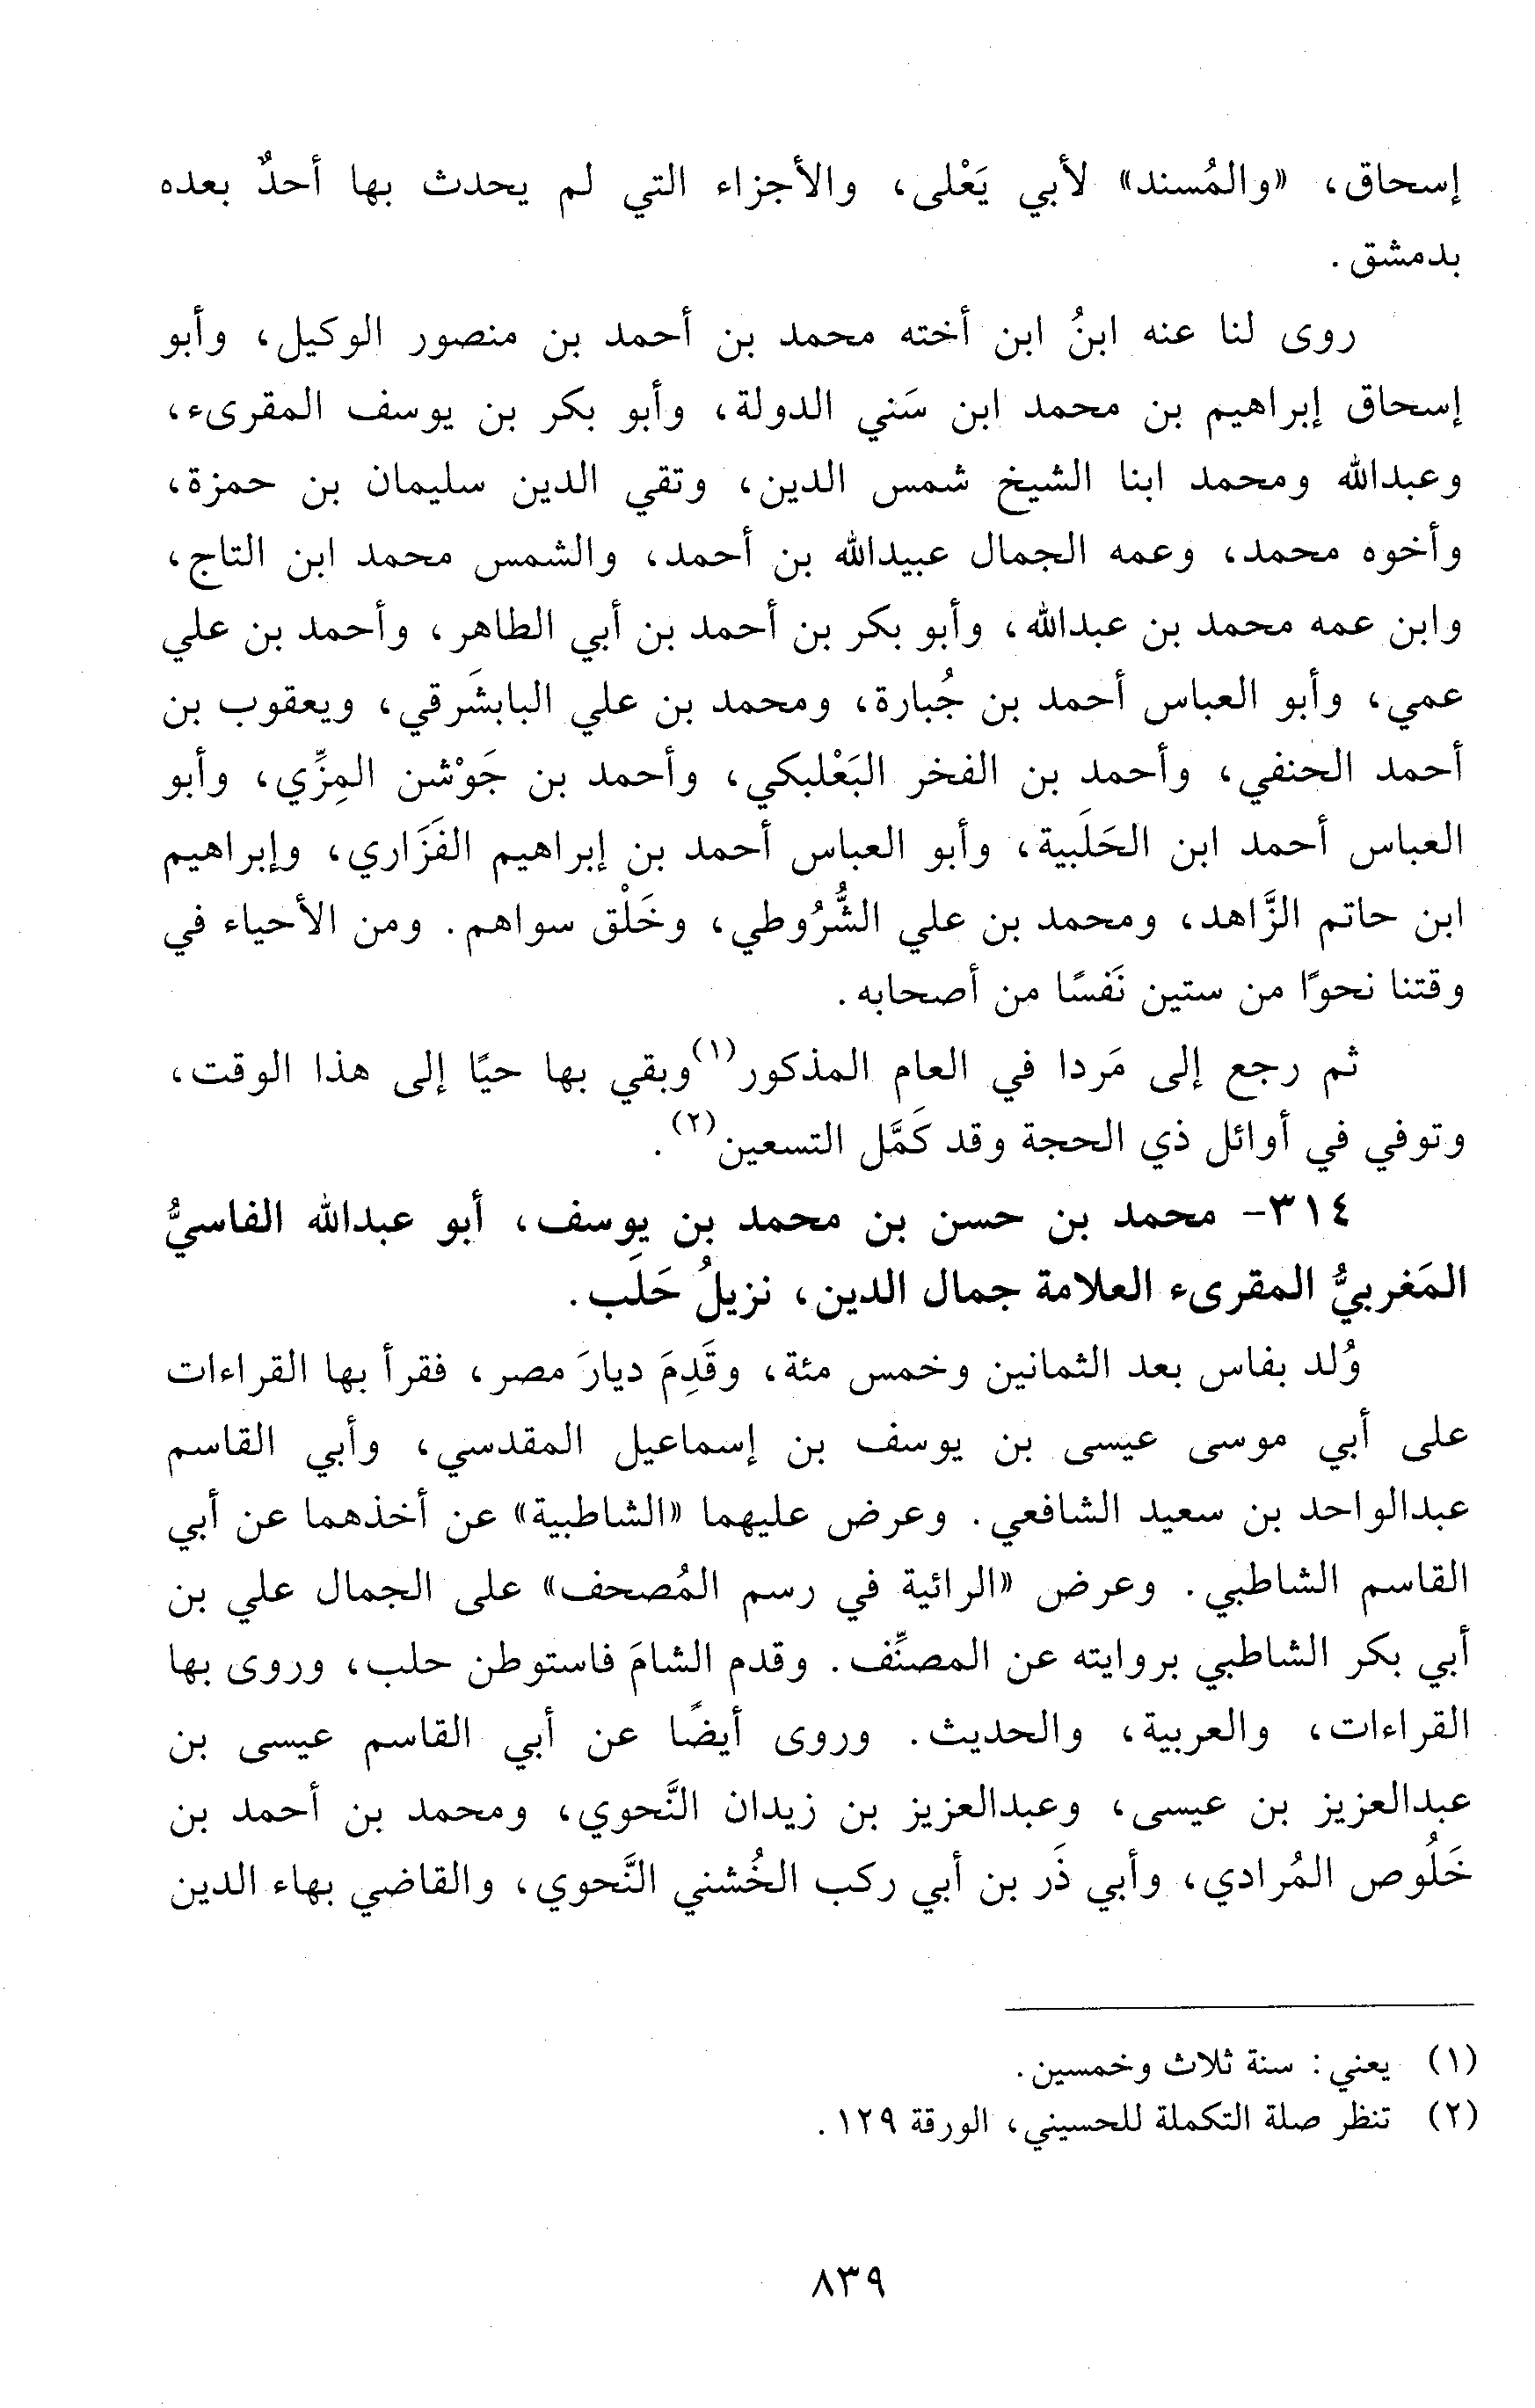 إسحاق، «والمُسند» لأبي يَعْلى، والأجزاء التي لم يحدث بها أحدٌ بعده
بدمشق.
روى لنا عنه ابنُ ابن أخته محمد بن أحمد بن منصور الوكيل، وأبو
إسحاق إبراهيم بن محمد ابن سَني الدولة، وأبو بكر بن يوسف المقرىء،
وعبدالله ومحمد ابنا الشيخ شمس الدين، وتقي الدين سليمان بن حمزة،
وأخوه محمد، وعمه الجمال عبيدالله بن أحمد، والشمس محمد ابن التاج،
وابن عمه محمد بن عبدالله، وأبو بكر بن أحمد بن أبي الطاهر، وأحمد بن علي
عمي، وأبو العباس أحمد بن جُبارة، ومحمد بن علي البابشَرقي، ويعقوب بن
أحمد الحنفي، وأحمد بن الفخر البَعْلبكي، وأحمد بن جَوْشن المِزِّي، وأبو
العباس أحمد ابن الحَلَبية، وأبو العباس أحمد بن إبراهيم الفَزَاري، وإبراهيم
ابن حاتم الزَّاهد، ومحمد بن علي الشُّرُوطي، وخَلْق سواهم. ومن الأحياء في
وقتنا نحوًا من ستين نَفسًا من أصحابه.
ثم رجع إلى مَردا في العام المذكور(١) وبقي بها حيًا إلى هذا الوقت،
وتوفي في أوائل ذي الحجة وقد كَمَّل التسعين(٢).
٣١٤- محمد بن حسن بن محمد بن يوسف، أبو عبدالله الفاسيُّ
المَغربيُّ المقرىء العلامة جمال الدين، نزيلُ حَلَب.
وُلد بفاس بعد الثمانين وخمس مئة، وقَدِمَ ديارَ مصر، فقرأ بها القراءات
على أبي موسى عيسى بن يوسف بن إسماعيل المقدسي، وأبي القاسم
عبدالواحد بن سعيد الشافعي. وعرض عليهما «الشاطبية» عن أخذهما عن أبي
القاسم الشاطبي. وعرض «الرائية في رسم المُصحف» على الجمال علي بن
أبي بكر الشاطبي بروايته عن المصنِّف. وقدم الشامَ فاستوطن حلب، وروى بها
القراءات، والعربية، والحديث. وروى أيضًا عن أبي القاسم عيسى بن
عبدالعزيز بن عيسى، وعبدالعزيز بن زيدان النَّحوي، ومحمد بن أحمد بن
خَلُوص المُرادي، وأبي ذَر بن أبي ركب الخُشني النَّحوي، والقاضي بهاء الدين
(١) يعني: سنة ثلاث وخمسين.
(٢) تنظر صلة التكملة للحسيني، الورقة ١٢٩.
٨٣٩